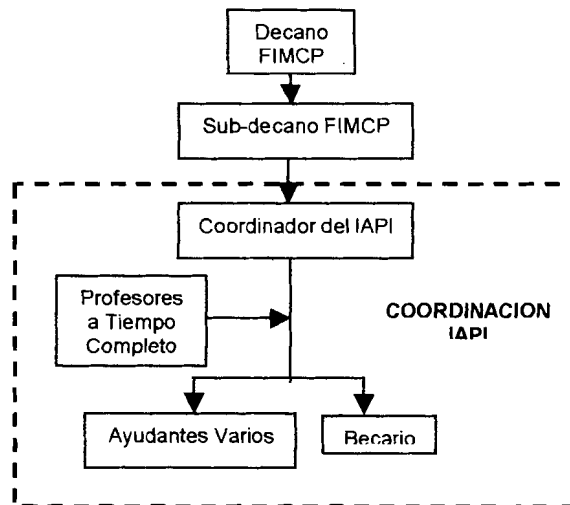 Decano
FIMCP
Sub-decano FIMCP
Coordinador del IAPI
Profesores
a Tiempo
Completo
COORDINACION
IAPI
Ayudantes Varios
Becario